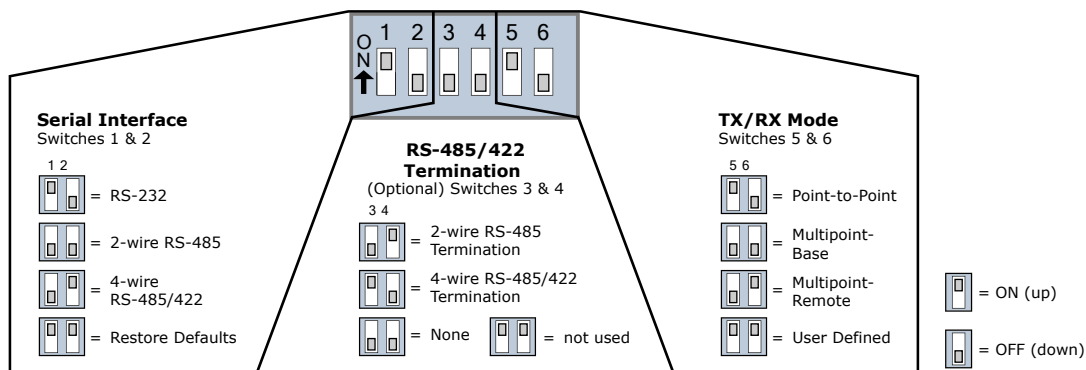 ON
1 2 3 4 5 6
Serial Interface
Switches 1 & 2
1 2
= RS-232
= 2-wire RS-485
= 4-wire
RS-485/422
= Restore Defaults
RS-485/422
Termination
(Optional) Switches 3 & 4
3 4
= 2-wire RS-485
Termination
= 4-wire RS-485/422
Termination
= None
= not used
TX/RX Mode
Switches 5 & 6
5 6
= Point-to-Point
= Multipoint-
Base
= Multipoint-
Remote
= User Defined
= ON (up)
= OFF (down)